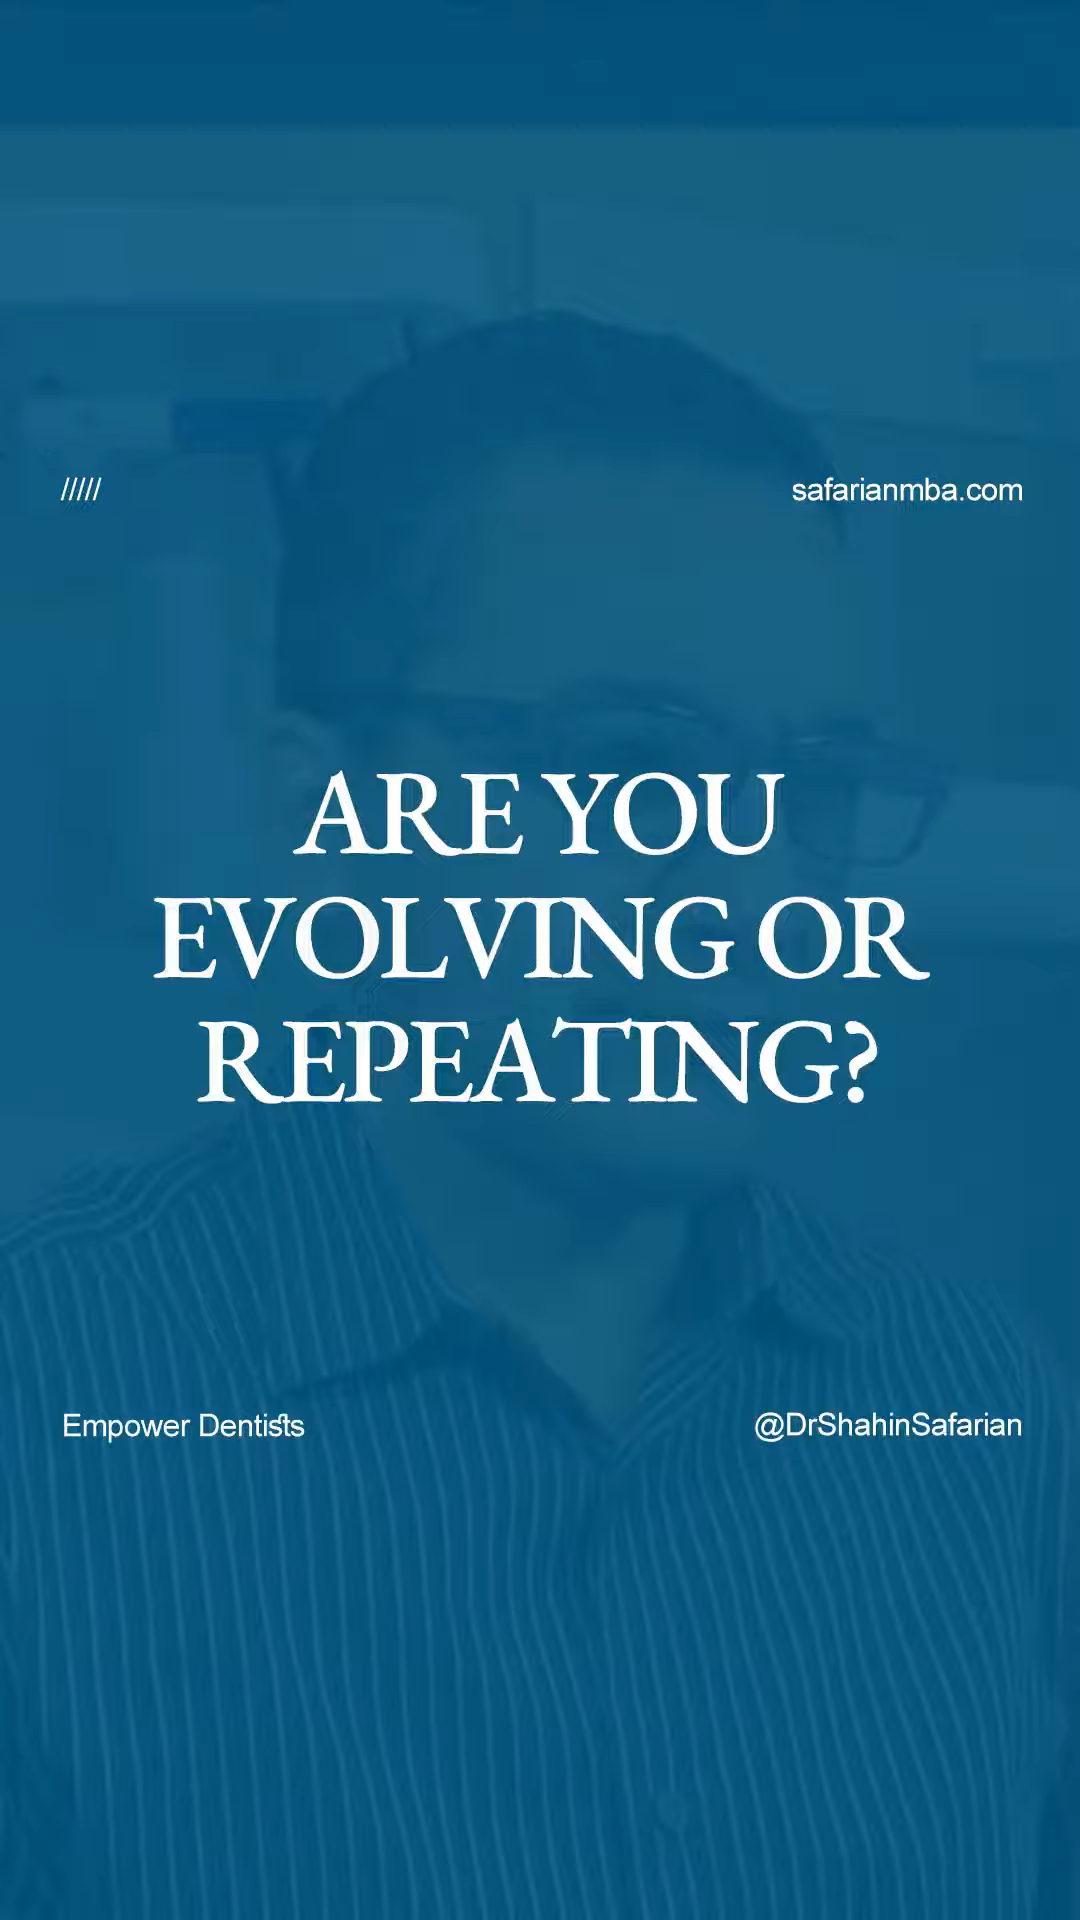 ///// safarianmba.com
ARE YOU
EVOLVING OR
REPEATING?
Empower Dentists @DrShahinSafarian